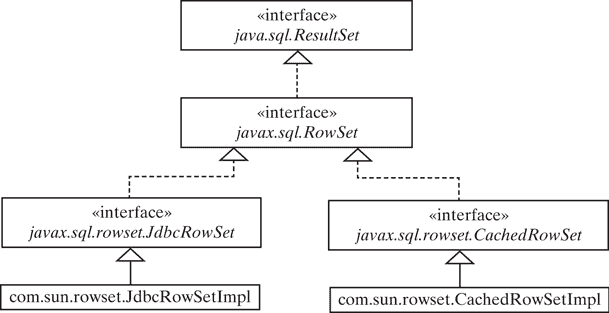 «interface»
java.sql.ResultSet
«interface»
javax.sql.RowSet
«interface»
javax.sql.rowset.JdbcRowSet
«interface»
javax.sql.rowset.CachedRowSet
com.sun.rowset.JdbcRowSetImpl
com.sun.rowset.CachedRowSetImpl